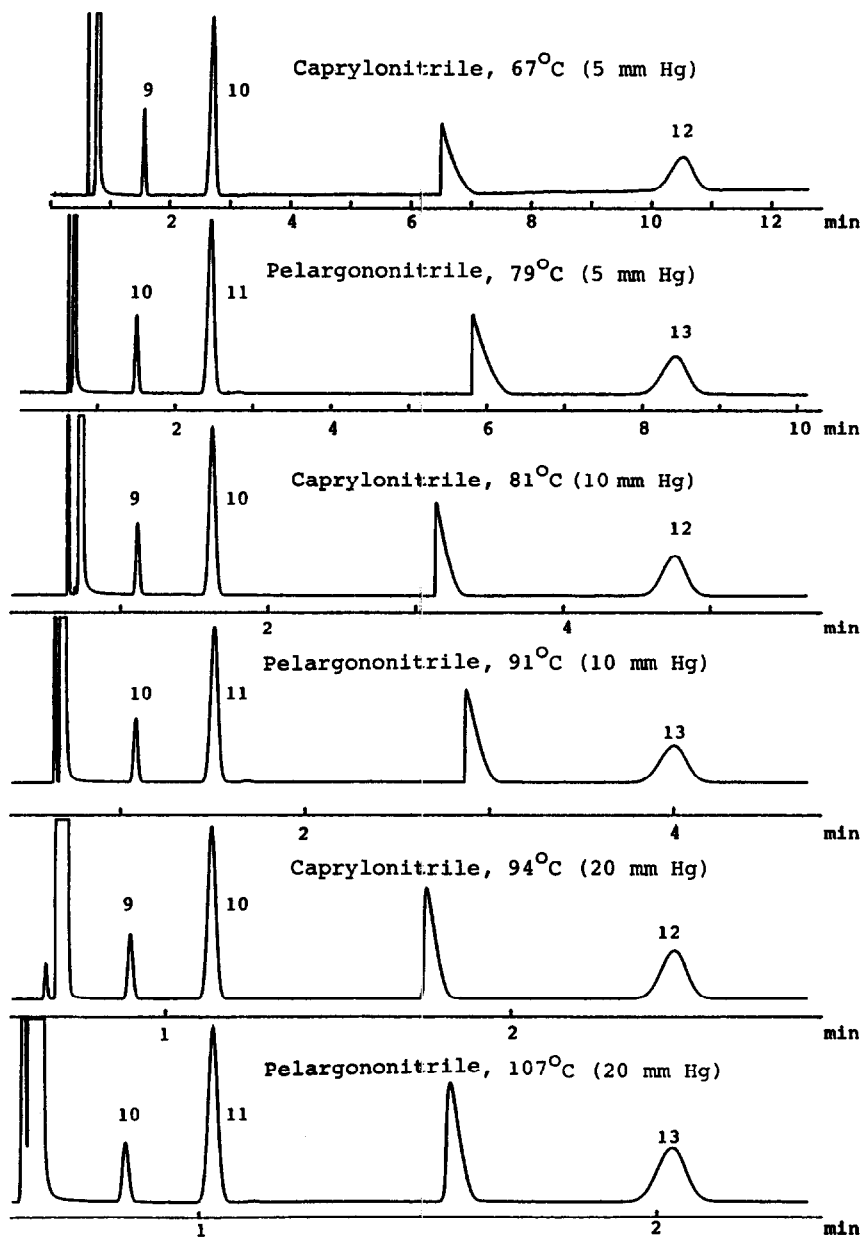 Caprylonitrile, 67°C (5 mm Hg)
9 10 12
2 4 6 8 10 12 min
Pelargononitrile, 79°C (5 mm Hg)
10 11 13
2 4 6 8 10 min
Caprylonitrile, 81°C (10 mm Hg)
9 10 12
2 4 min
Pelargononitrile, 91°C (10 mm Hg)
10 11 13
2 4 min
Caprylonitrile, 94°C (20 mm Hg)
9 10 12
1 2 min
Pelargononitrile, 107°C (20 mm Hg)
10 11 13
1 2 min